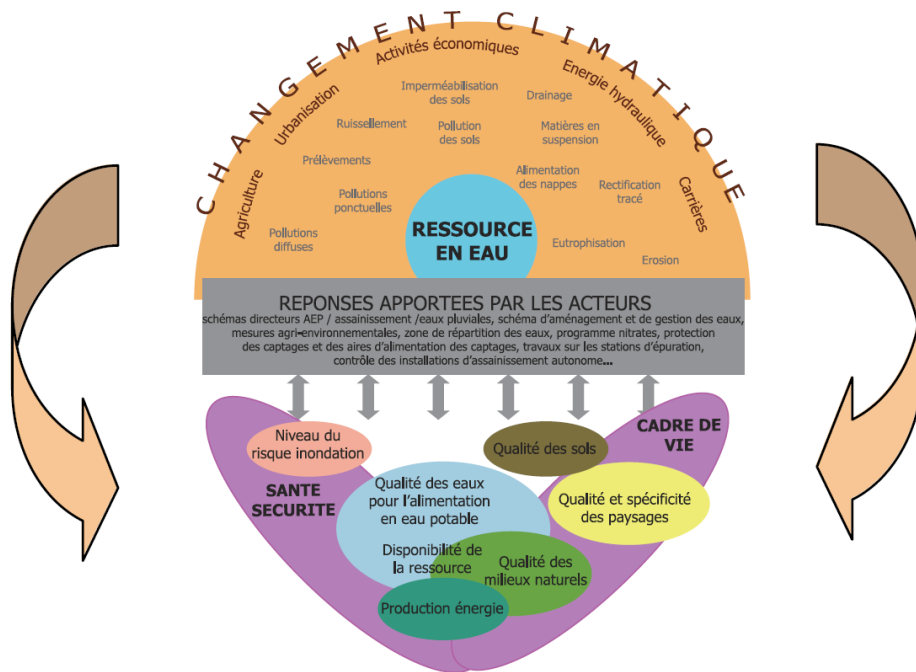 CHANGEMENT CLIMATIQUE
Activités économiques
Urbanisation
Energie hydraulique
Agriculture
Carrières
Imperméabilisation
des sols
Drainage
Ruissellement
Pollution
des sols
Matières en
suspension
Prélèvements
Alimentation
des nappes
Rectification
tracé
Pollutions
ponctuelles
Pollutions
diffuses
Eutrophisation
Erosion
RESSOURCE
EN EAU
REPONSES APPORTEES PAR LES ACTEURS
schémas directeurs AEP / assainissement /eaux pluviales, schéma d'aménagement et de gestion des eaux,
mesures agri-environnementales, zone de répartition des eaux, programme nitrates, protection
des captages et des aires d'alimentation des captages, travaux sur les stations d'épuration,
contrôle des installations d'assainissement autonome...
Niveau du
risque inondation
Qualité des sols
CADRE DE
VIE
SANTE
SECURITE
Qualité des eaux
pour l'alimentation
en eau potable
Qualité et spécificité
des paysages
Disponibilité de
la ressource
Qualité des
milieux naturels
Production énergie